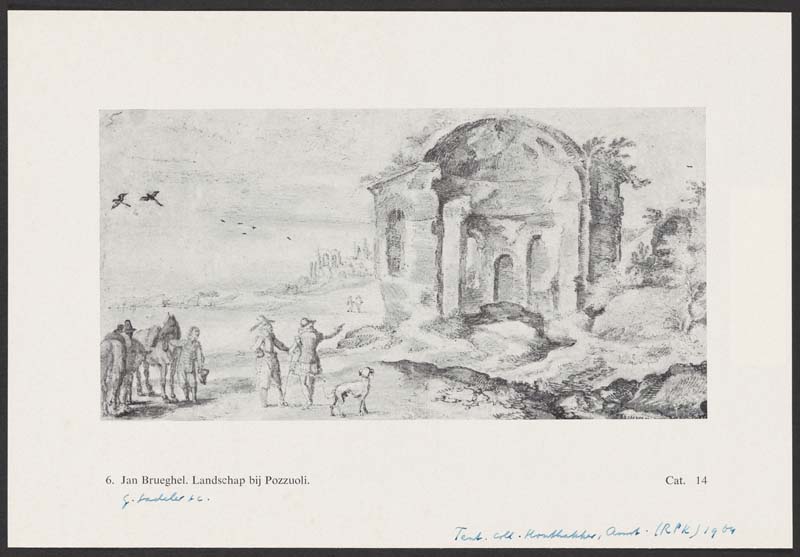 6. Jan Brueghel. Landschap bij Pozzuoli.
Cat. 14
G. Sadeler sc.
Tent. coll. Houthakker, Amst. (RPK) 1964